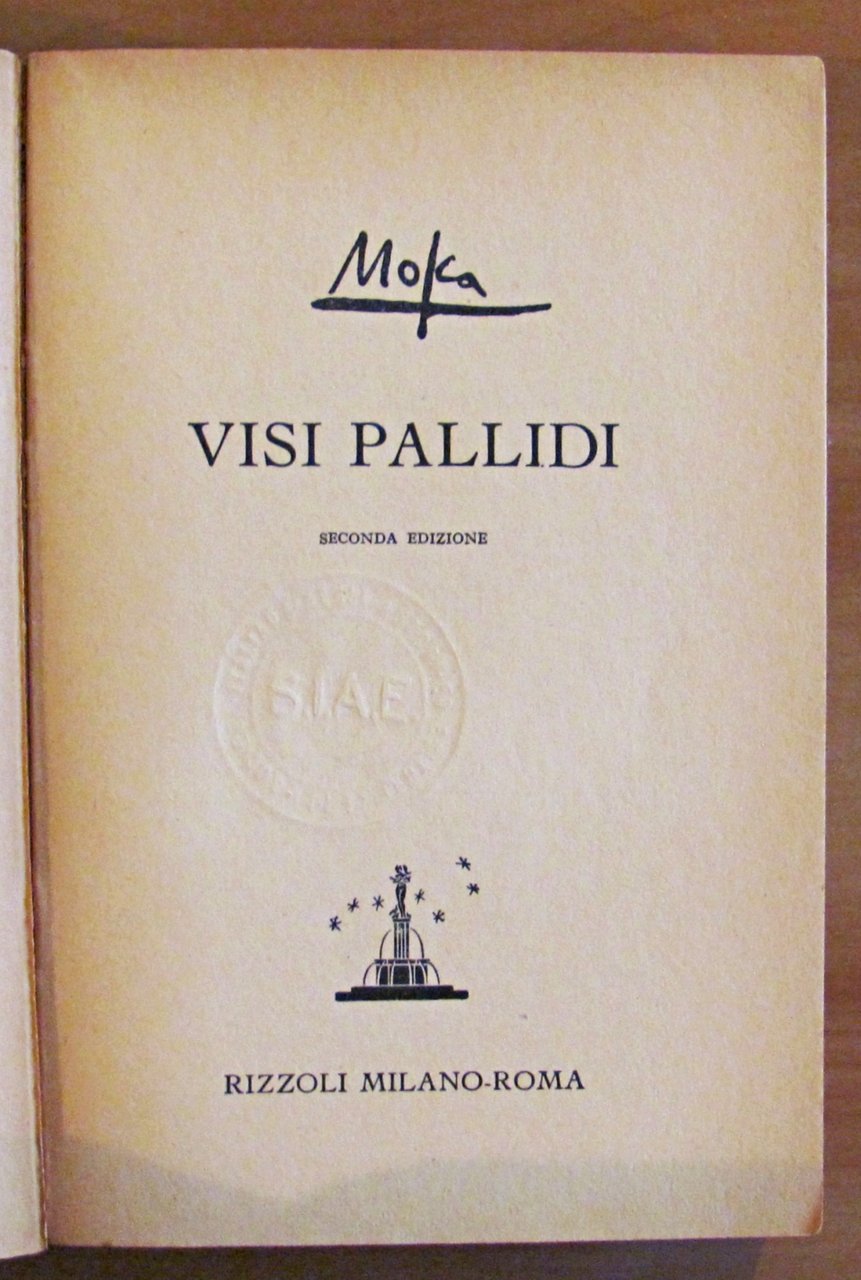 Moka
VISI PALLIDI
SECONDA EDIZIONE
S.I.A.E.
RIZZOLI MILANO-ROMA